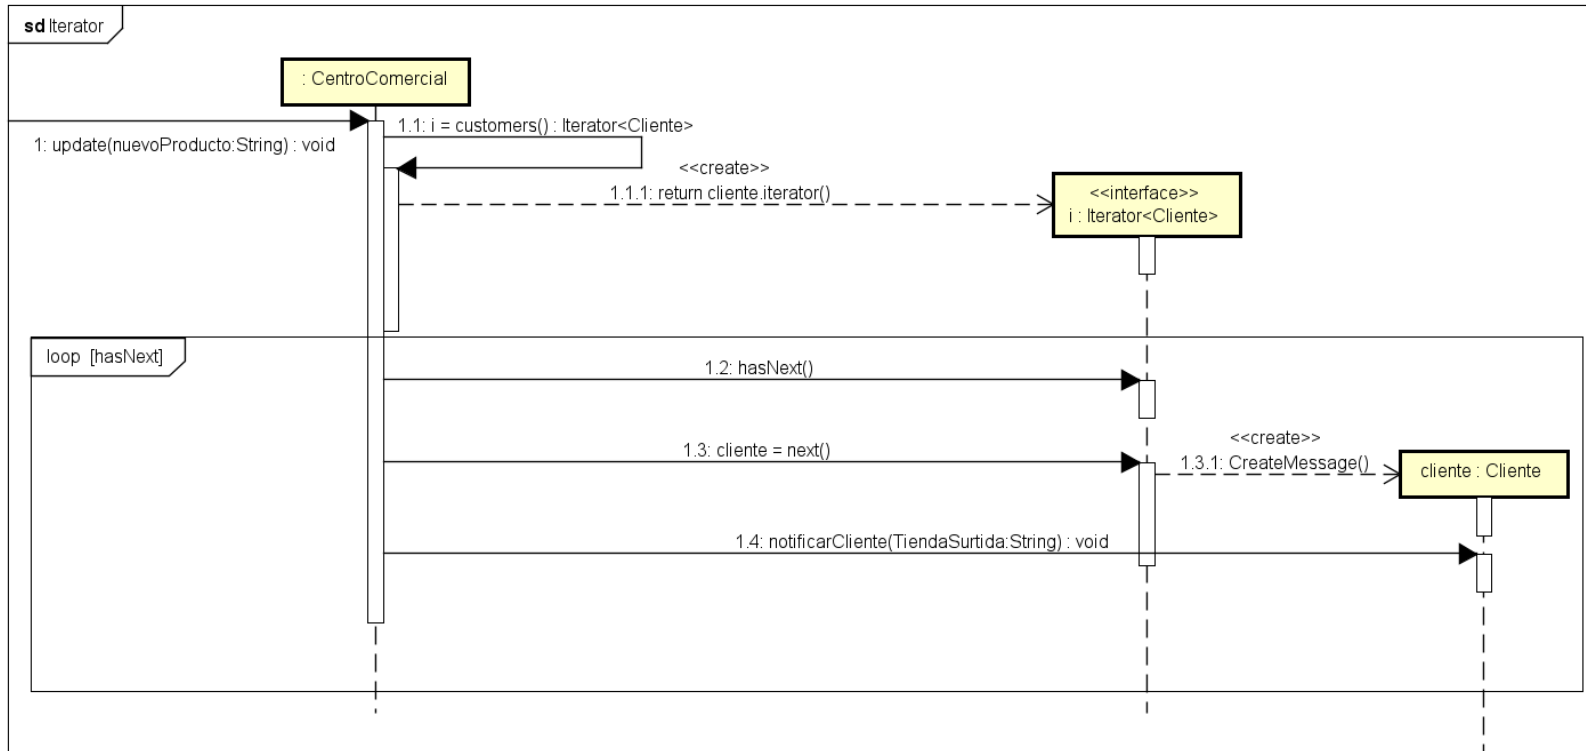 sd Iterator
: CentroComercial
1: update(nuevoProducto:String) : void
1.1: i = customers() : Iterator<Cliente>
<<create>>
1.1.1: return cliente.iterator()
<<interface>>
i : Iterator<Cliente>
loop [hasNext]
1.2: hasNext()
1.3: cliente = next()
<<create>>
1.3.1: CreateMessage()
cliente : Cliente
1.4: notificarCliente(TiendaSurtida:String) : void